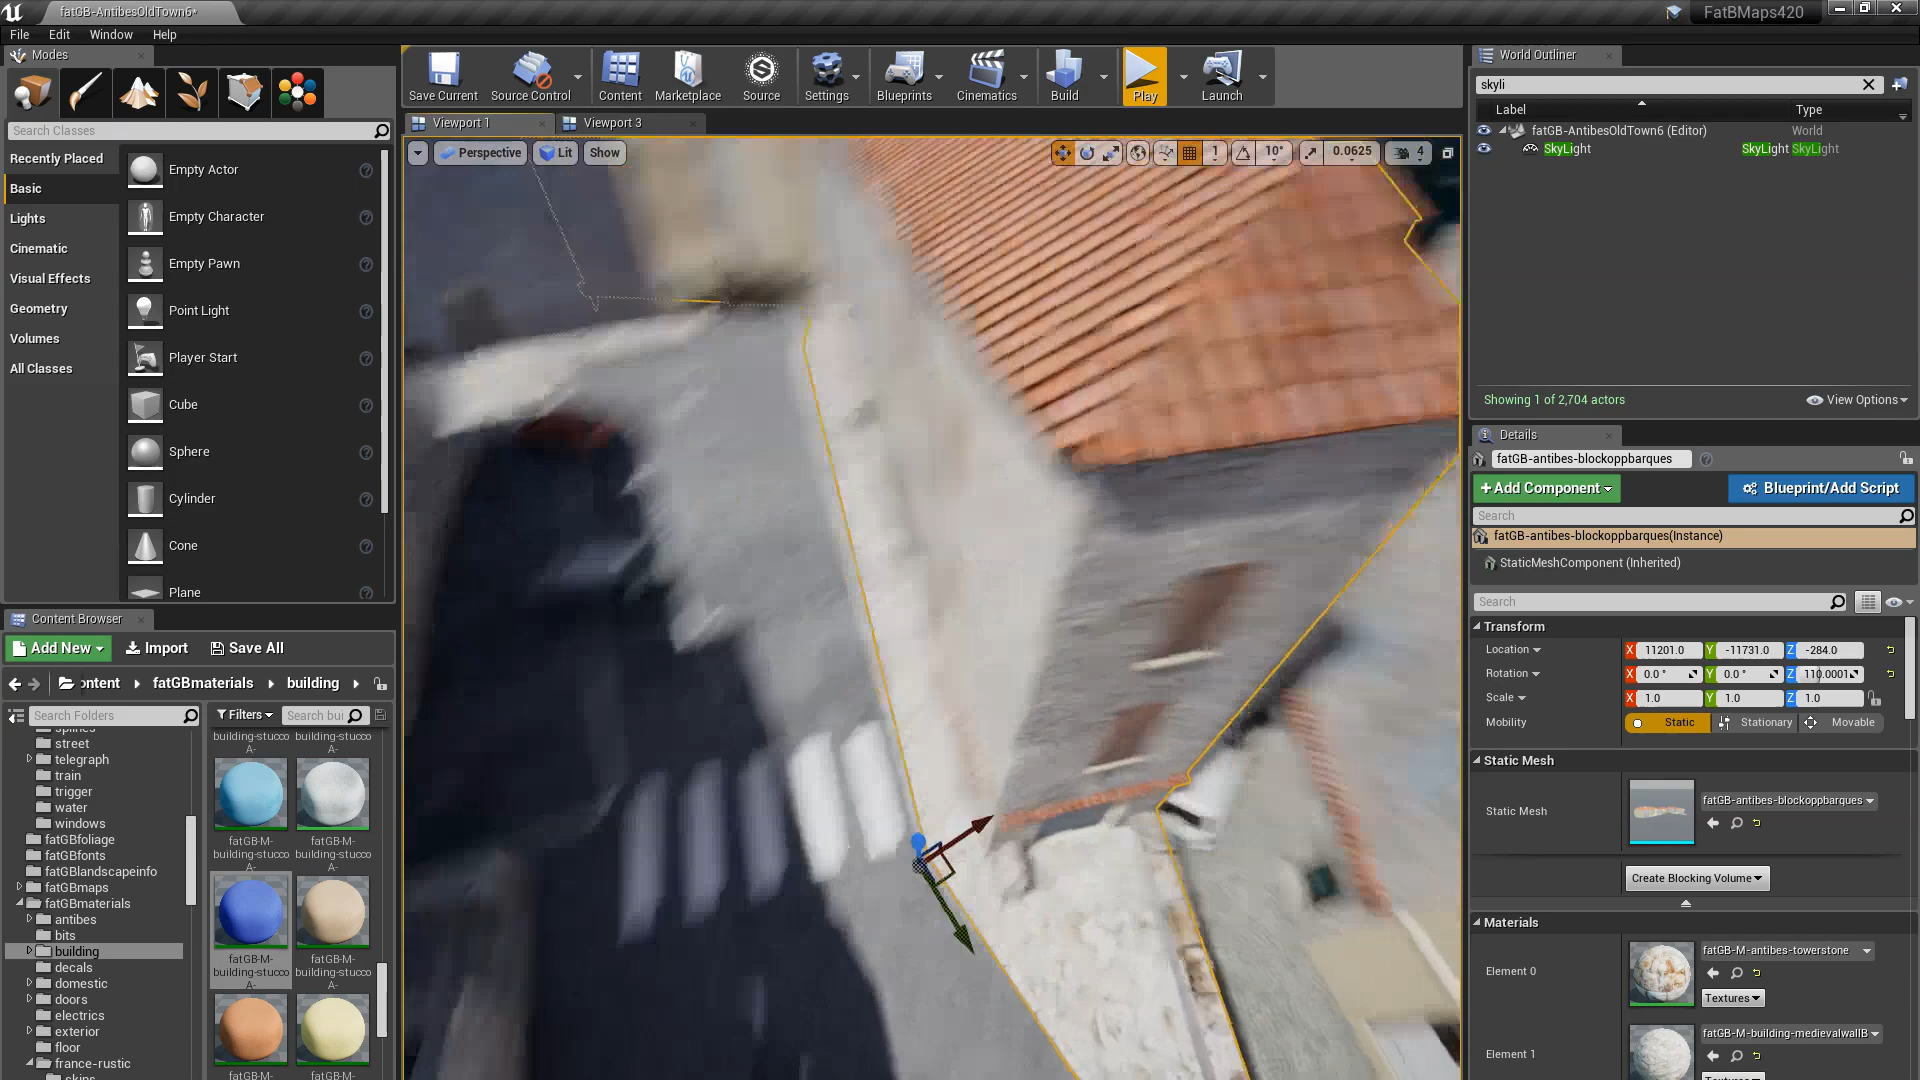 fatGB-AntibesOldTown6*
FatBMaps420
File Edit Window Help
Modes
Search Classes
Recently Placed
Basic
Lights
Cinematic
Visual Effects
Geometry
Volumes
All Classes
Empty Actor
Empty Character
Empty Pawn
Point Light
Player Start
Cube
Sphere
Cylinder
Cone
Plane
Save Current
Source Control
Content
Marketplace
Source
Settings
Blueprints
Cinematics
Build
Play
Launch
Viewport 1
Viewport 3
Perspective
Lit
Show
1
10°
0.0625
4
World Outliner
skyli
Label
Type
fatGB-AntibesOldTown6 (Editor) World
SkyLight SkyLight SkyLight
Showing 1 of 2,704 actors
View Options
Details
fatGB-antibes-blockoppbarques
+Add Component
Blueprint/Add Script
Search
fatGB-antibes-blockoppbarques(Instance)
StaticMeshComponent (Inherited)
Search
Transform
Location X 11201.0 Y -11731.0 Z -284.0
Rotation X 0.0 ° Y 0.0 ° Z 110.0001
Scale X 1.0 Y 1.0 Z 1.0
Mobility Static Stationary Movable
Static Mesh
Static Mesh
fatGB-antibes-blockoppbarques
Create Blocking Volume
Materials
Element 0
fatGB-M-antibes-towerstone
Textures
Element 1
fatGB-M-building-medievalwallB
Content Browser
Add New
Import
Save All
ontent
fatGBmaterials
building
Search Folders
Filters
Search bui
street
telegraph
train
trigger
water
windows
fatGBfoliage
fatGBfonts
fatGBlandscapeinfo
fatGBmaps
fatGBmaterials
antibes
bits
building
decals
domestic
doors
electrics
exterior
floor
france-rustic
building-stucco
A-
building-stucco
A-
fatGB-M-
building-stucco
A-
fatGB-M-
building-stucco
A-
fatGB-M-
building-stucco
A-
fatGB-M-
building-stucco
A-
fatGB-M-
fatGB-M-